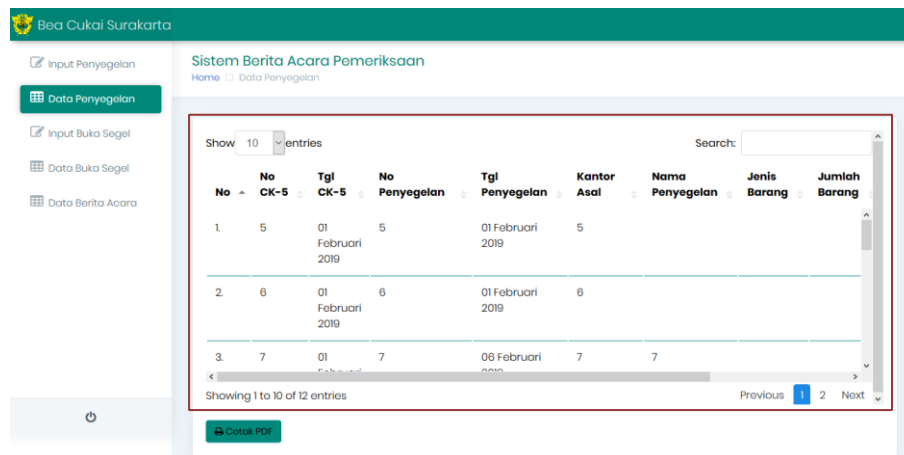 Bea Cukai Surakarta
Input Penyegelan
Data Penyegelan
Input Buka Segel
Data Buka Segel
Data Berita Acara
Sistem Berita Acara Pemeriksaan
Home Data Penyegelan
Show 10 entries Search:
No No CK-5 Tgl CK-5 No Penyegelan Tgl Penyegelan Kantor Asal Nama Penyegelan Jenis Barang Jumlah Barang
1. 5 01 Februari 2019 5 01 Februari 2019 5
2. 6 01 Februari 2019 6 01 Februari 2019 6
3. 7 01 7 06 Februari 7 7
Showing 1 to 10 of 12 entries Previous 1 2 Next
Cetak PDF